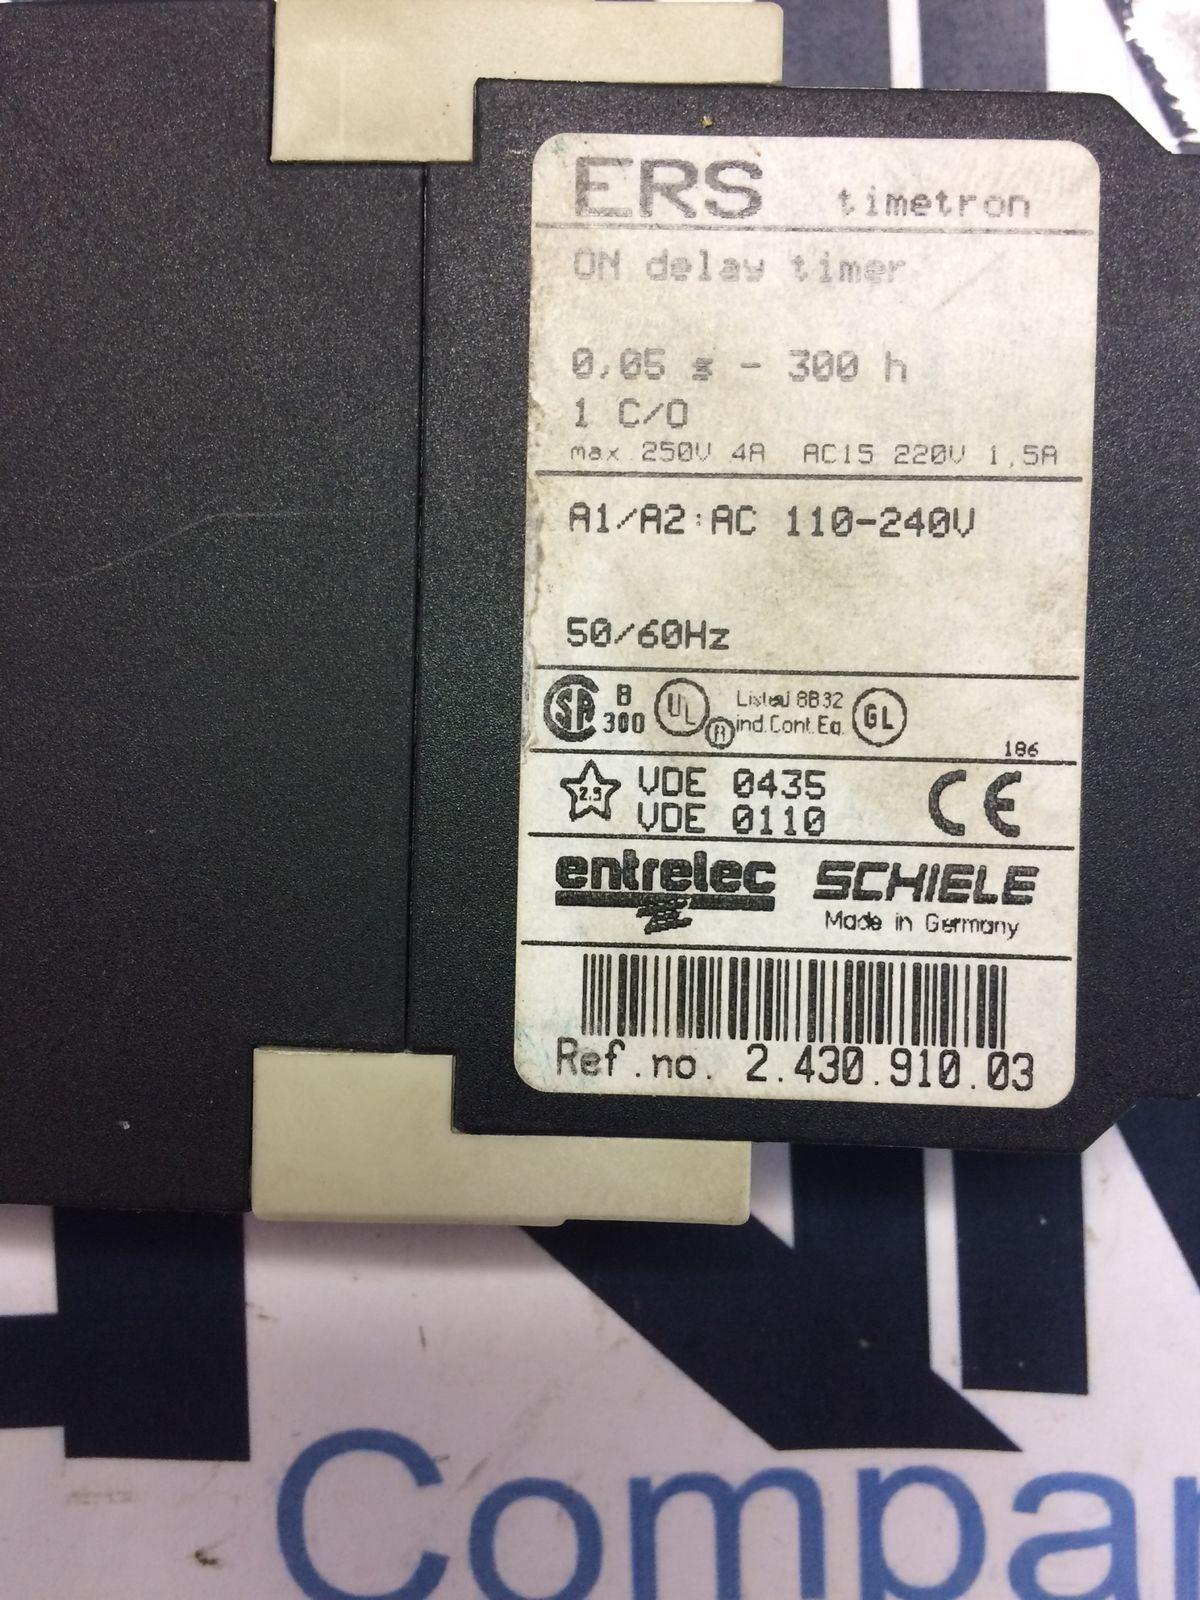 ERS timetron
ON delay timer
0,05 s - 300 h
1 C/O
max. 250V 4A AC15 220V 1,5A
A1/A2:AC 110-240V
50/60Hz
SA B 300 UL R Listed 8B32 ind.Cont.Eq. GL
186
2.5 VDE 0435
VDE 0110 CE
entrelec SCHIELE
Made in Germany
Ref.no. 2.430.910.03